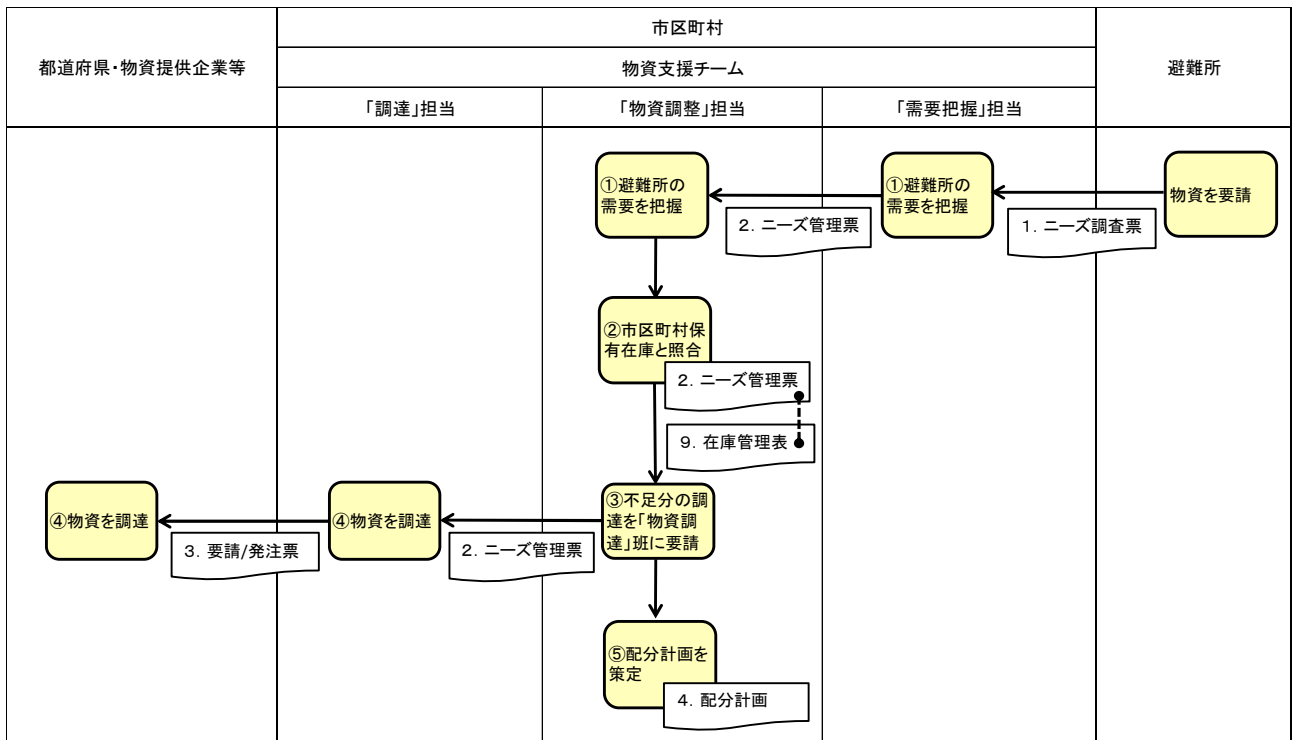 市区町村
都道府県・物資提供企業等
物資支援チーム
避難所
「調達」担当
「物資調整」担当
「需要把握」担当
①避難所の
需要を把握
①避難所の
需要を把握
物資を要請
2．ニーズ管理票
1．ニーズ調査票
②市区町村保
有在庫と照合
2．ニーズ管理票
9．在庫管理表
④物資を調達
④物資を調達
③不足分の調
達を「物資調
達」班に要請
3．要請/発注票
2．ニーズ管理票
⑤配分計画を
策定
4．配分計画